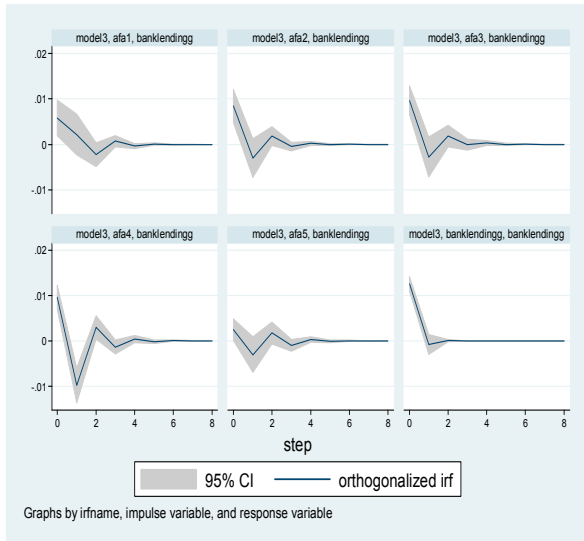 model3, afa1, banklendingg
model3, afa2, banklendingg
model3, afa3, banklendingg
.02
.01
0
-.01
model3, afa4, banklendingg
model3, afa5, banklendingg
model3, banklendingg, banklendingg
.02
.01
0
-.01
0 2 4 6 8
0 2 4 6 8
0 2 4 6 8
step
95% CI
orthogonalized irf
Graphs by irfname, impulse variable, and response variable